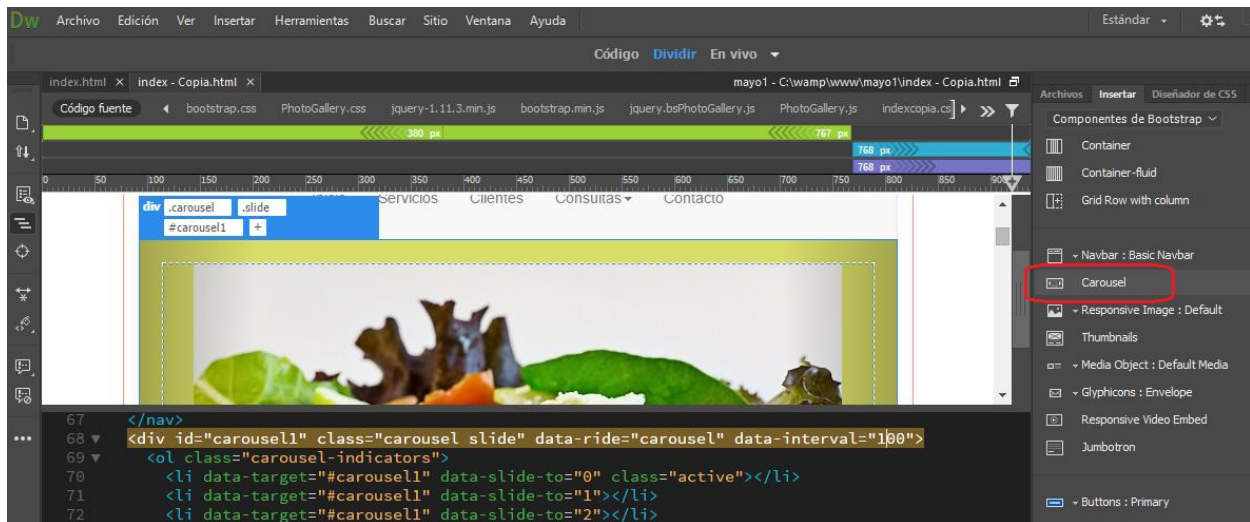 Dw Archivo Edición Ver Insertar Herramientas Buscar Sitio Ventana Ayuda Estándar
Código Dividir En vivo
index.html × index - Copia.html × mayo1 - C:\wamp\www\mayo1\index - Copia.html
Archivos Insertar Diseñador de CSS
Código fuente bootstrap.css PhotoGallery.css jquery-1.11.3.min.js bootstrap.min.js jquery.bsPhotoGallery.js PhotoGallery.js indexcopia.cs
Componentes de Bootstrap
380 px 767 px
768 px
768 px
0 50 100 150 200 250 300 350 400 450 500 550 600 650 700 750 800 850 900
Servicios Clientes Consultas Contacto
div .carousel .slide
#carousel1 +
Container
Container-fluid
Grid Row with column
Navbar : Basic Navbar
Carousel
Responsive Image : Default
Thumbnails
Media Object : Default Media
Glyphicons : Envelope
Responsive Video Embed
Jumbotron
Buttons : Primary
67 </nav>
68 <div id="carousel1" class="carousel slide" data-ride="carousel" data-interval="100">
69 <ol class="carousel-indicators">
70 <li data-target="#carousel1" data-slide-to="0" class="active"></li>
71 <li data-target="#carousel1" data-slide-to="1"></li>
72 <li data-target="#carousel1" data-slide-to="2"></li>